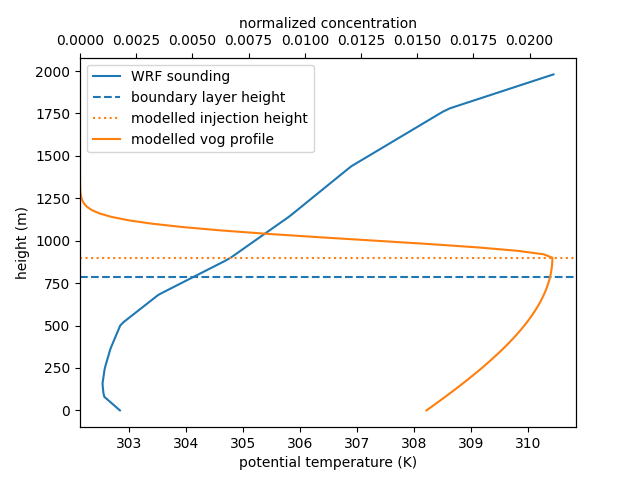 normalized concentration
0.0000 0.0025 0.0050 0.0075 0.0100 0.0125 0.0150 0.0175 0.0200
2000
1750
1500
1250
1000
750
500
250
0
height (m)
WRF sounding
boundary layer height
modelled injection height
modelled vog profile
303 304 305 306 307 308 309 310
potential temperature (K)